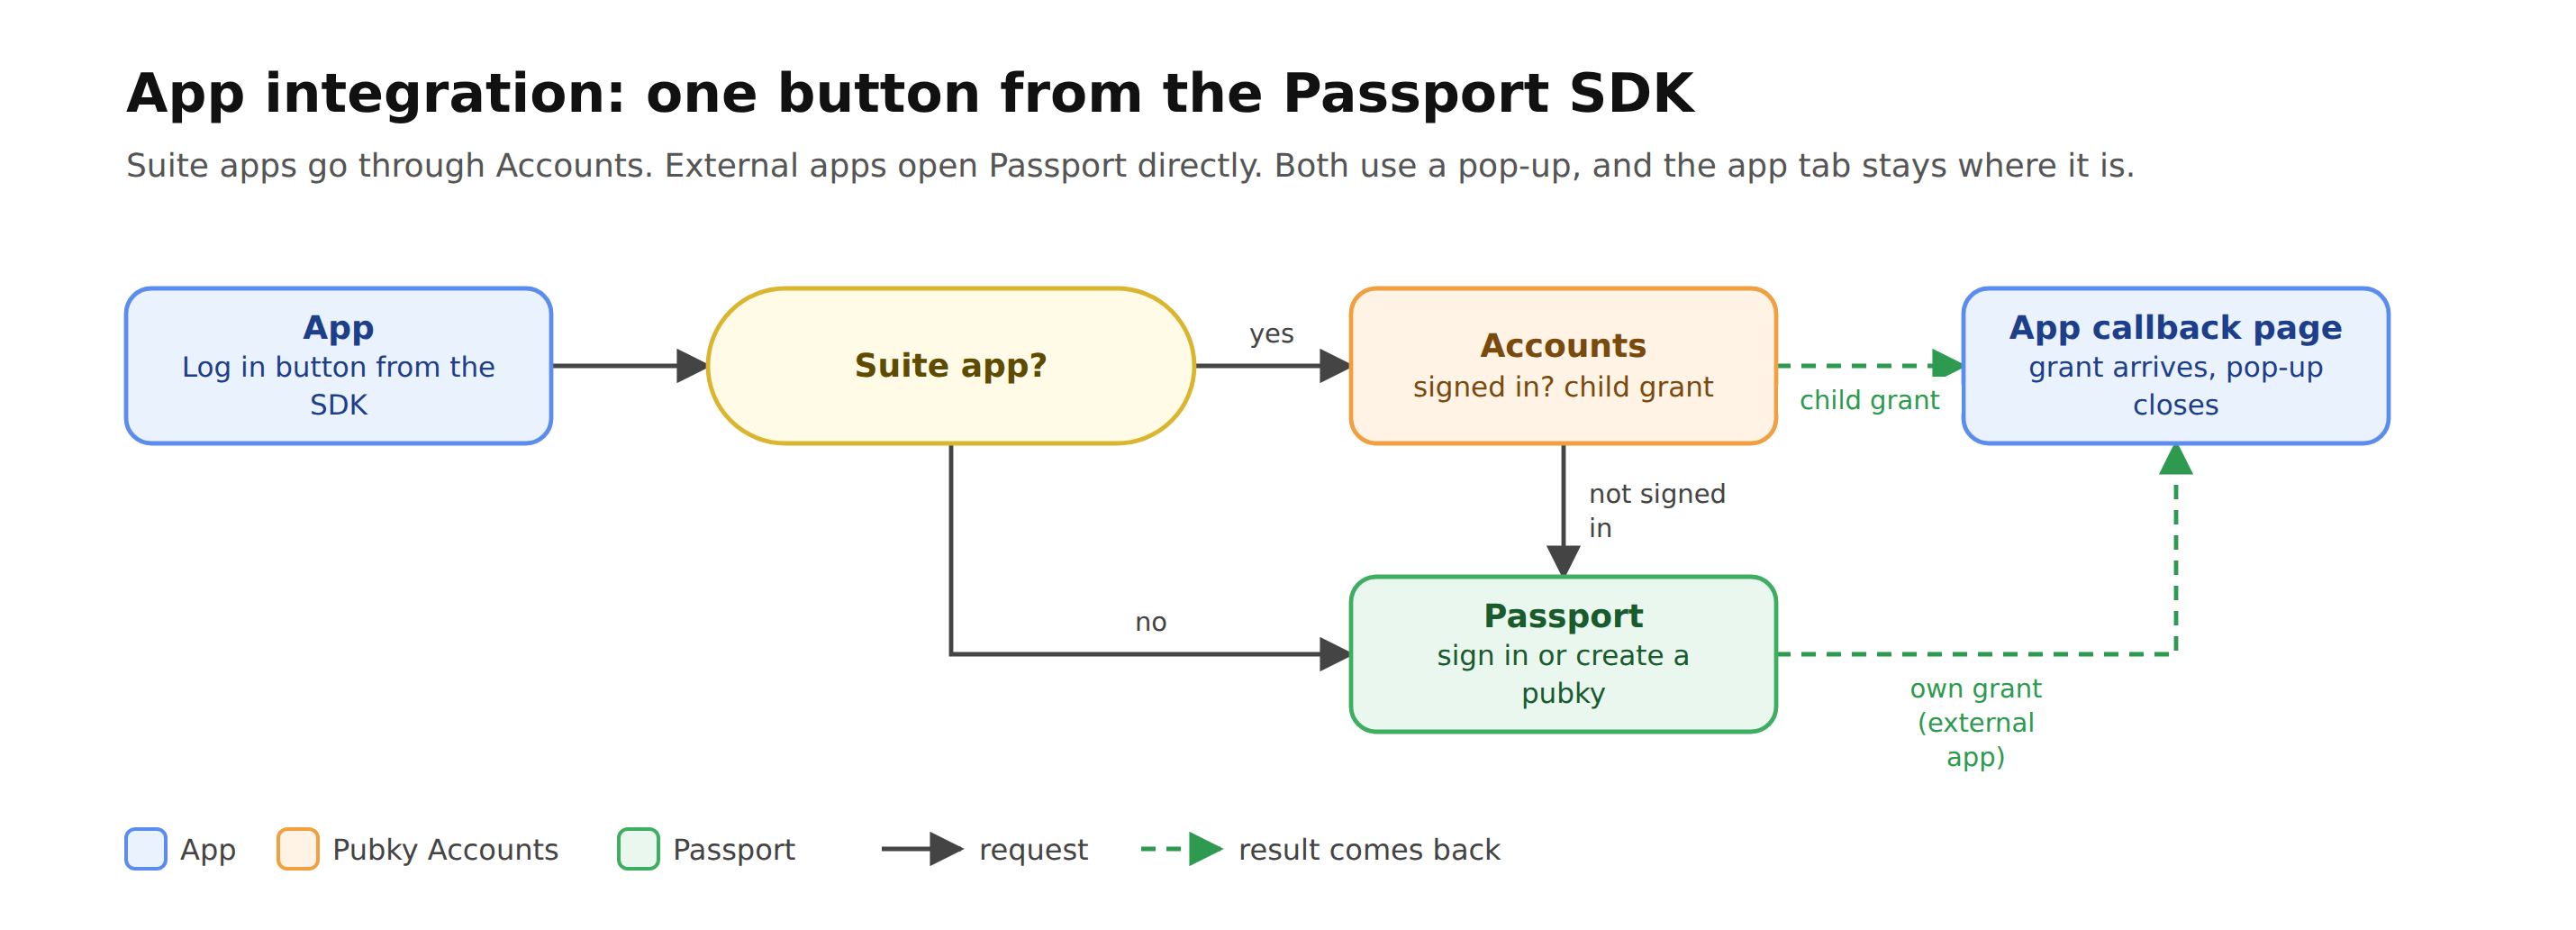 App integration: one button from the Passport SDK
Suite apps go through Accounts. External apps open Passport directly. Both use a pop-up, and the app tab stays where it is.
App
Log in button from the
SDK
Suite app?
yes
Accounts
signed in? child grant
child grant
App callback page
grant arrives, pop-up
closes
not signed
in
no
Passport
sign in or create a
pubky
own grant
(external
app)
App
Pubky Accounts
Passport
request
result comes back